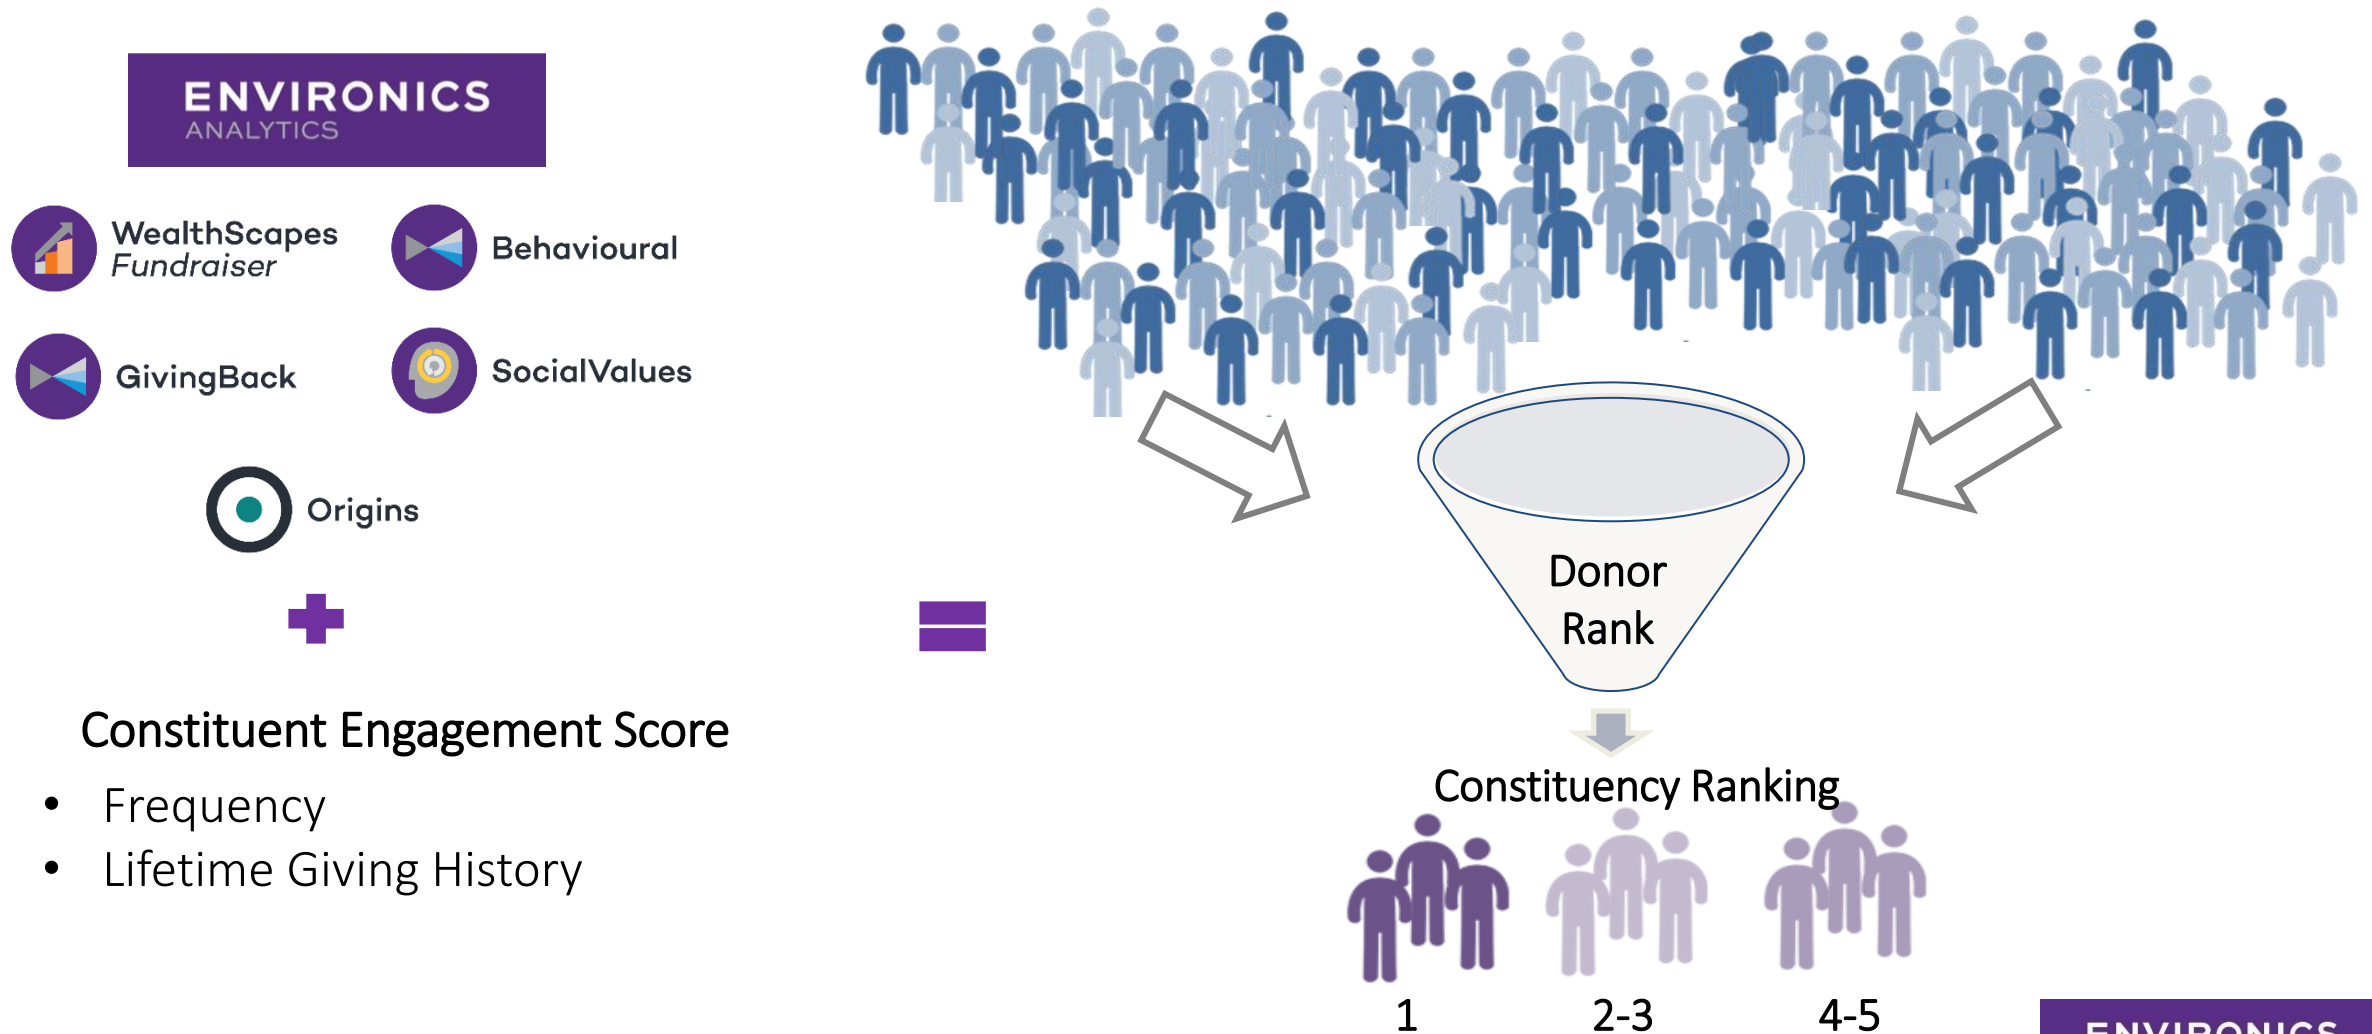 ENVIRONICS
ANALYTICS
WealthScapes
Fundraiser
Behavioural
GivingBack
SocialValues
Origins
Constituent Engagement Score
• Frequency
• Lifetime Giving History
Donor
Rank
Constituency Ranking
1 2-3 4-5
ENVIRONICS